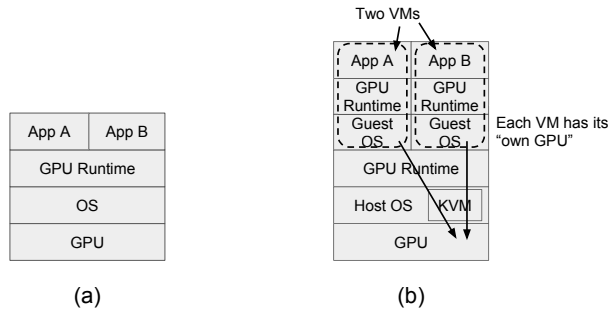 Two VMs
App A App B
GPU Runtime GPU Runtime
Guest OS Guest OS
Each VM has its
“own GPU”
GPU Runtime
Host OS KVM
GPU
App A App B
GPU Runtime
OS
GPU
(a) (b)